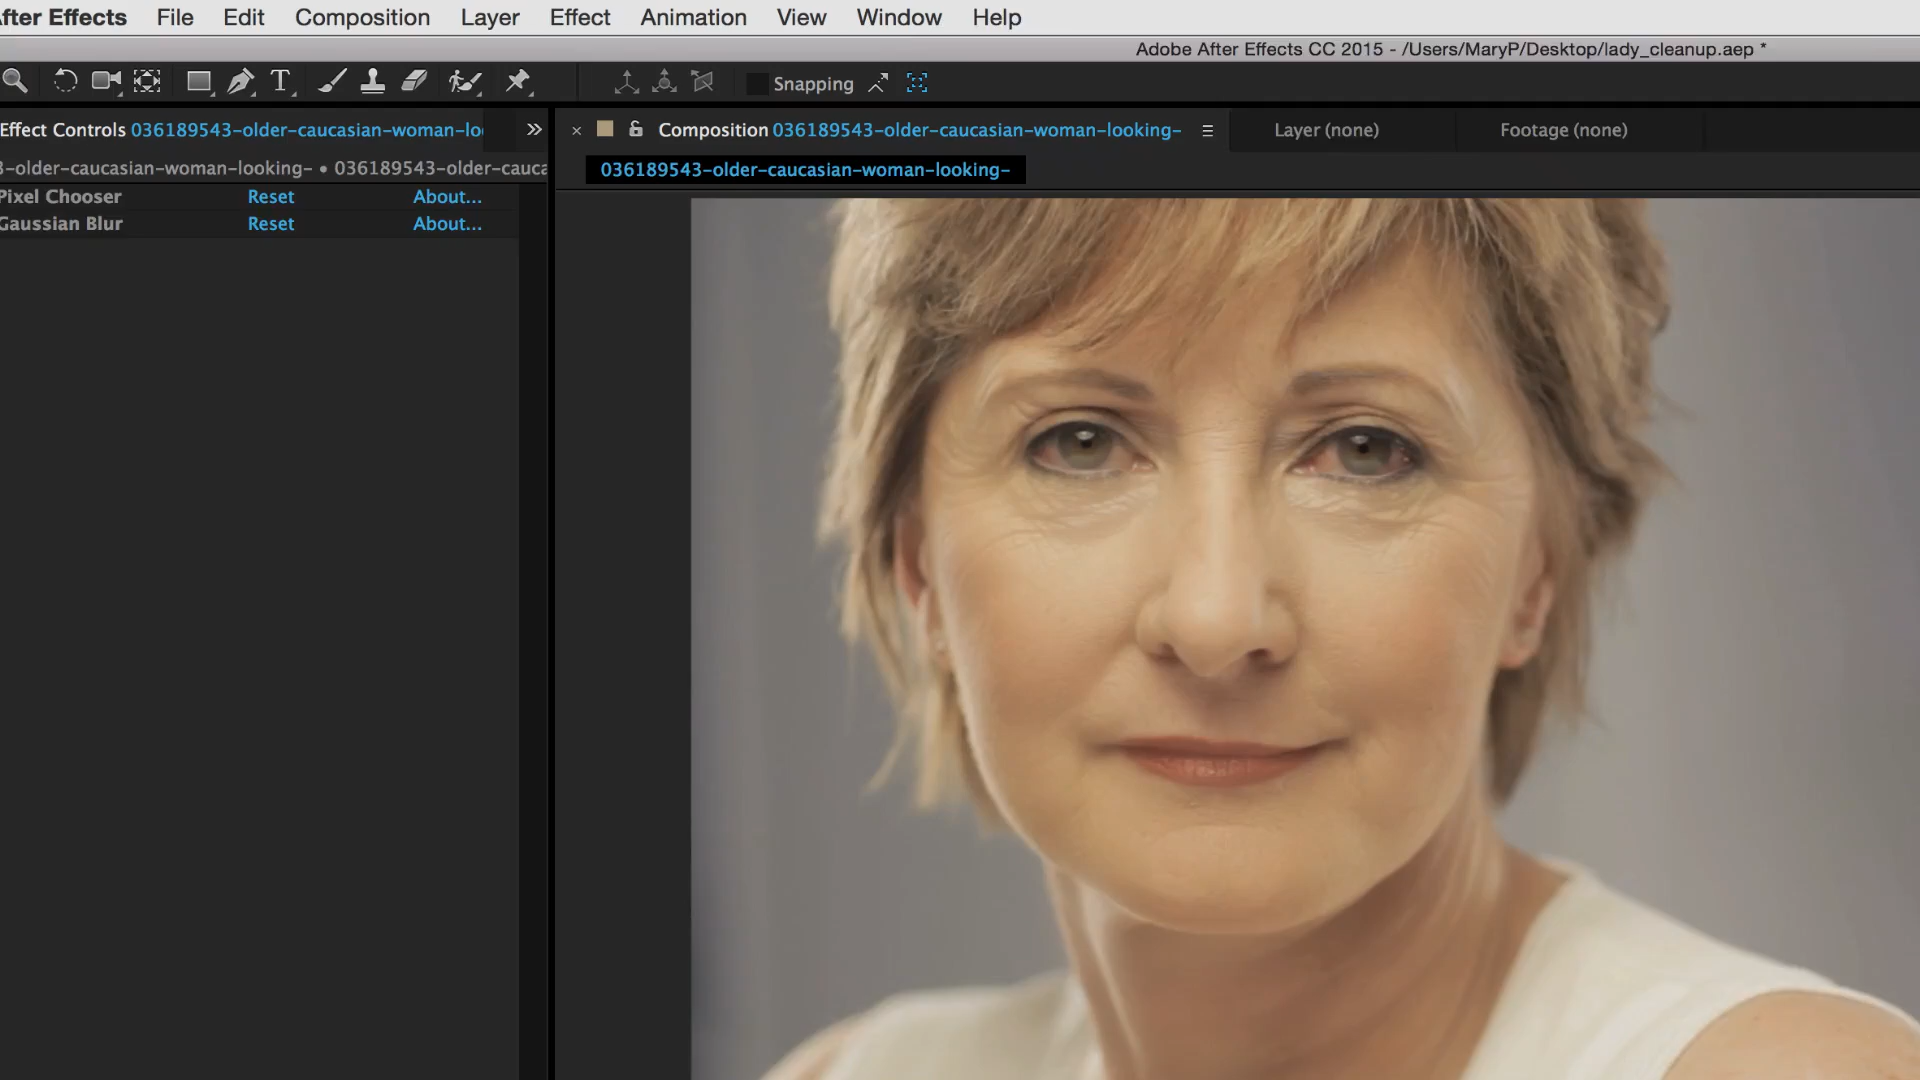 After Effects File Edit Composition Layer Effect Animation View Window Help
Adobe After Effects CC 2015 - /Users/MaryP/Desktop/lady_cleanup.aep *
T Snapping
Effect Controls 036189543-older-caucasian-woman-lo
Composition 036189543-older-caucasian-woman-looking-
Layer (none)
Footage (none)
3-older-caucasian-woman-looking- • 036189543-older-cauca
036189543-older-caucasian-woman-looking-
Pixel Chooser Reset About...
Gaussian Blur Reset About...